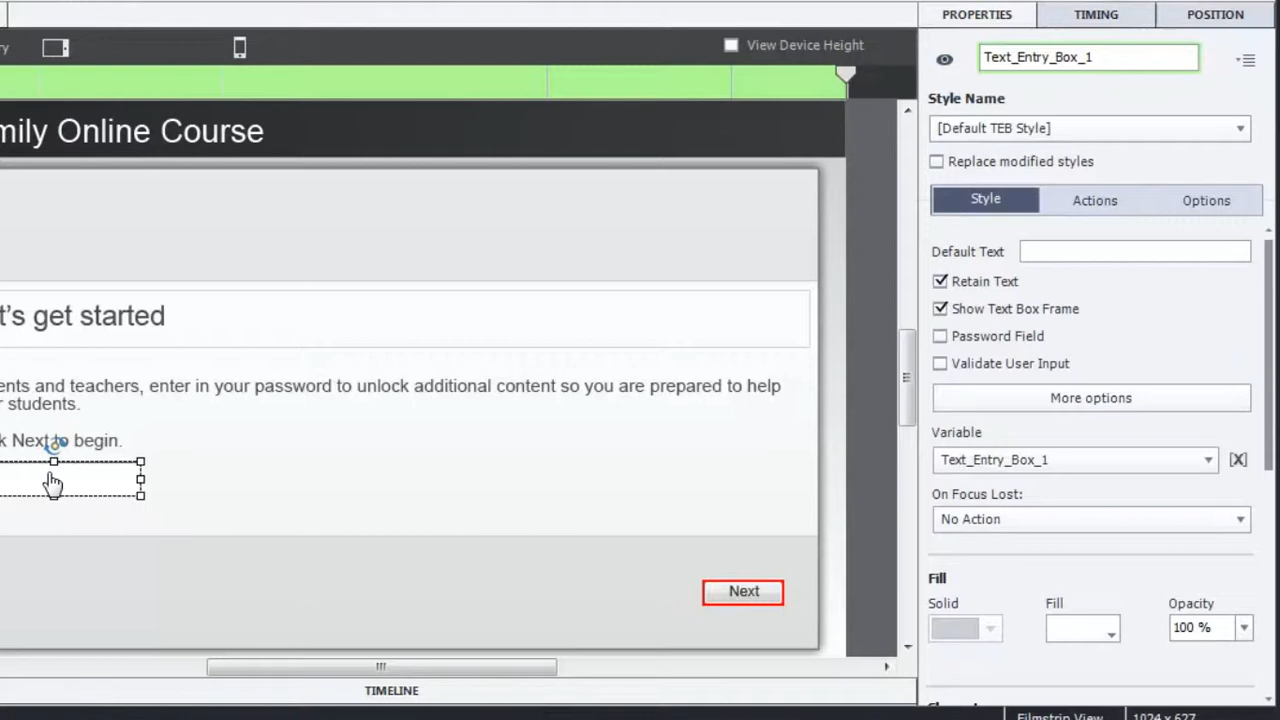 PROPERTIES
TIMING
POSITION
ry
View Device Height
Text_Entry_Box_1
Style Name
[Default TEB Style]
Replace modified styles
Style
Actions
Options
mily Online Course
Default Text
Retain Text
Show Text Box Frame
Password Field
Validate User Input
More options
t's get started
ents and teachers, enter in your password to unlock additional content so you are prepared to help
r students.
k Next to begin.
Variable
Text_Entry_Box_1
[X]
On Focus Lost:
No Action
Fill
Solid
Fill
Opacity
100 %
Next
TIMELINE
Filmstrip View
1024 x 627